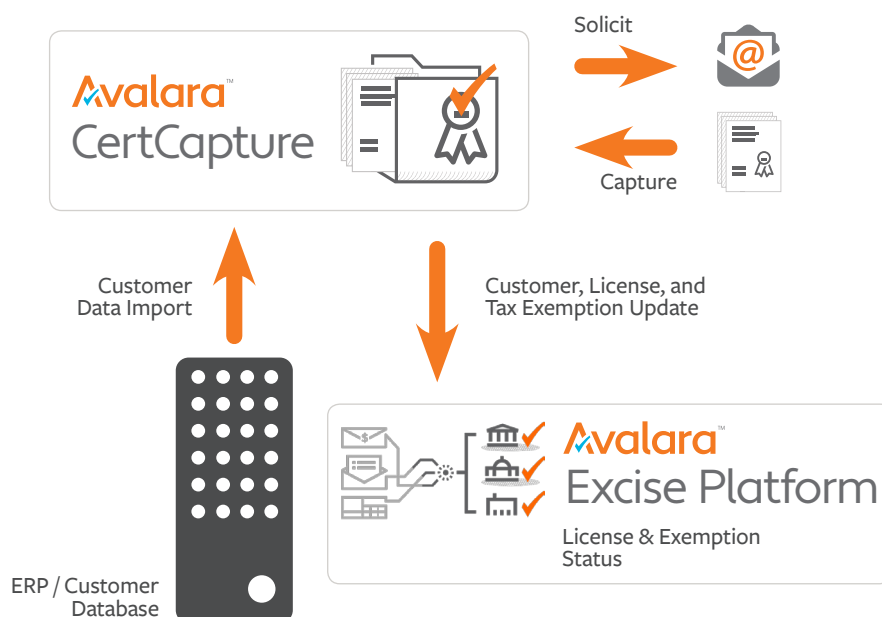 Solicit
@
Avalara™
CertCapture
Capture
Customer
Data Import
Customer, License, and
Tax Exemption Update
$
Avalara™
Excise Platform
License & Exemption
Status
ERP / Customer
Database